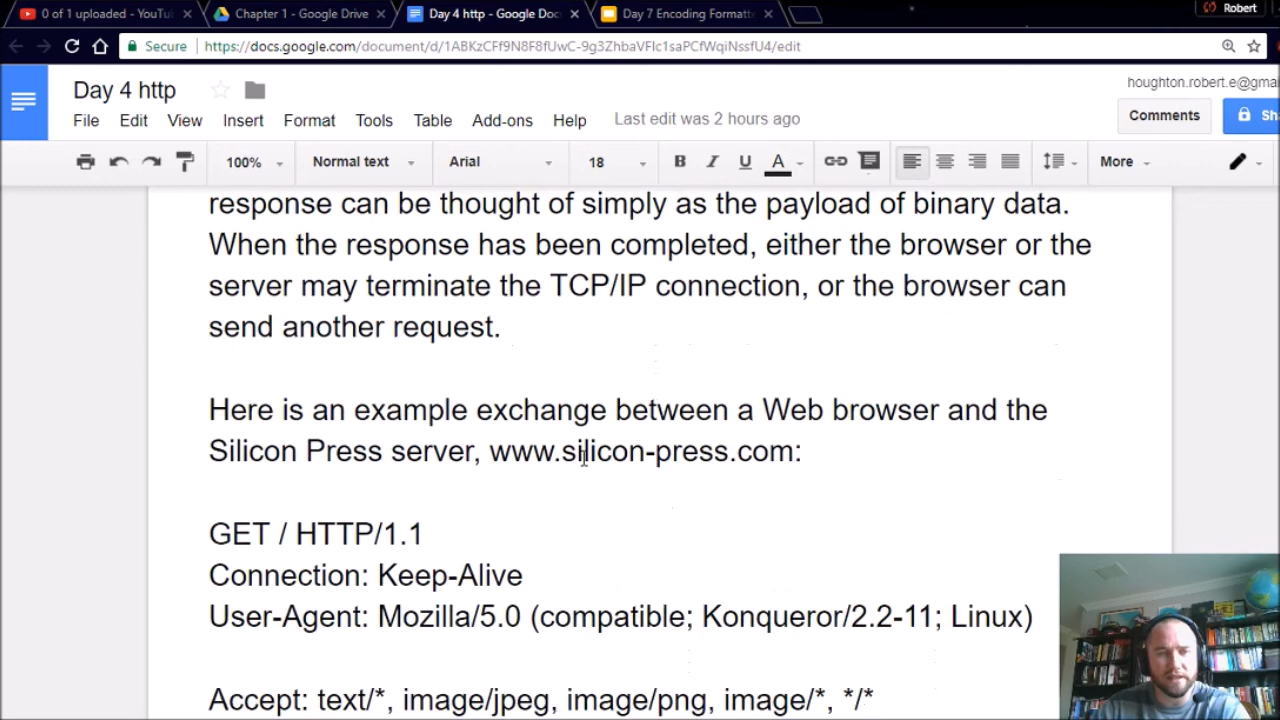 0 of 1 uploaded - YouTu
Chapter 1 - Google Drive
Day 4 http - Google Doc
Day 7 Encoding Formatt
Robert
Secure
https://docs.google.com/document/d/1ABKzCFf9N8F8fUwC-9g3ZhbaVFlc1saPCfWqiNssfU4/edit
Day 4 http
houghton.robert.e@gma
File Edit View Insert Format Tools Table Add-ons Help Last edit was 2 hours ago
Comments
Sh
100% Normal text Arial 18 B I U A More
response can be thought of simply as the payload of binary data.
When the response has been completed, either the browser or the
server may terminate the TCP/IP connection, or the browser can
send another request.
Here is an example exchange between a Web browser and the
Silicon Press server, www.silicon-press.com:
GET / HTTP/1.1
Connection: Keep-Alive
User-Agent: Mozilla/5.0 (compatible; Konqueror/2.2-11; Linux)
Accept: text/*, image/jpeg, image/png, image/*, */*